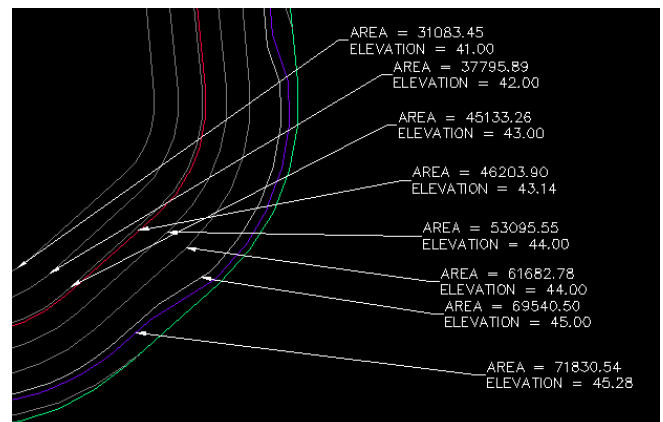 AREA = 31083.45
ELEVATION = 41.00
AREA = 37795.89
ELEVATION = 42.00
AREA = 45133.26
ELEVATION = 43.00
AREA = 46203.90
ELEVATION = 43.14
AREA = 53095.55
ELEVATION = 44.00
AREA = 61682.78
ELEVATION = 44.00
AREA = 69540.50
ELEVATION = 45.00
AREA = 71830.54
ELEVATION = 45.28